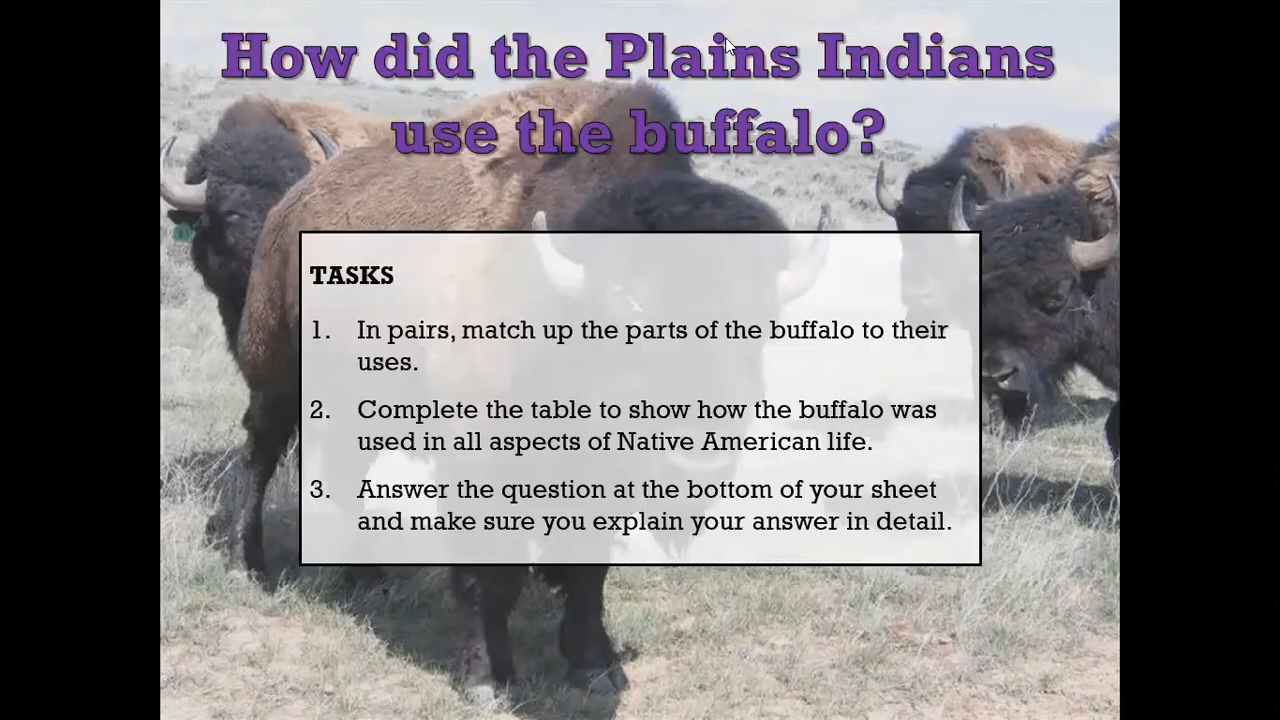 How did the Plains Indians
use the buffalo?
TASKS
1. In pairs, match up the parts of the buffalo to their
uses.
2. Complete the table to show how the buffalo was
used in all aspects of Native American life.
3. Answer the question at the bottom of your sheet
and make sure you explain your answer in detail.